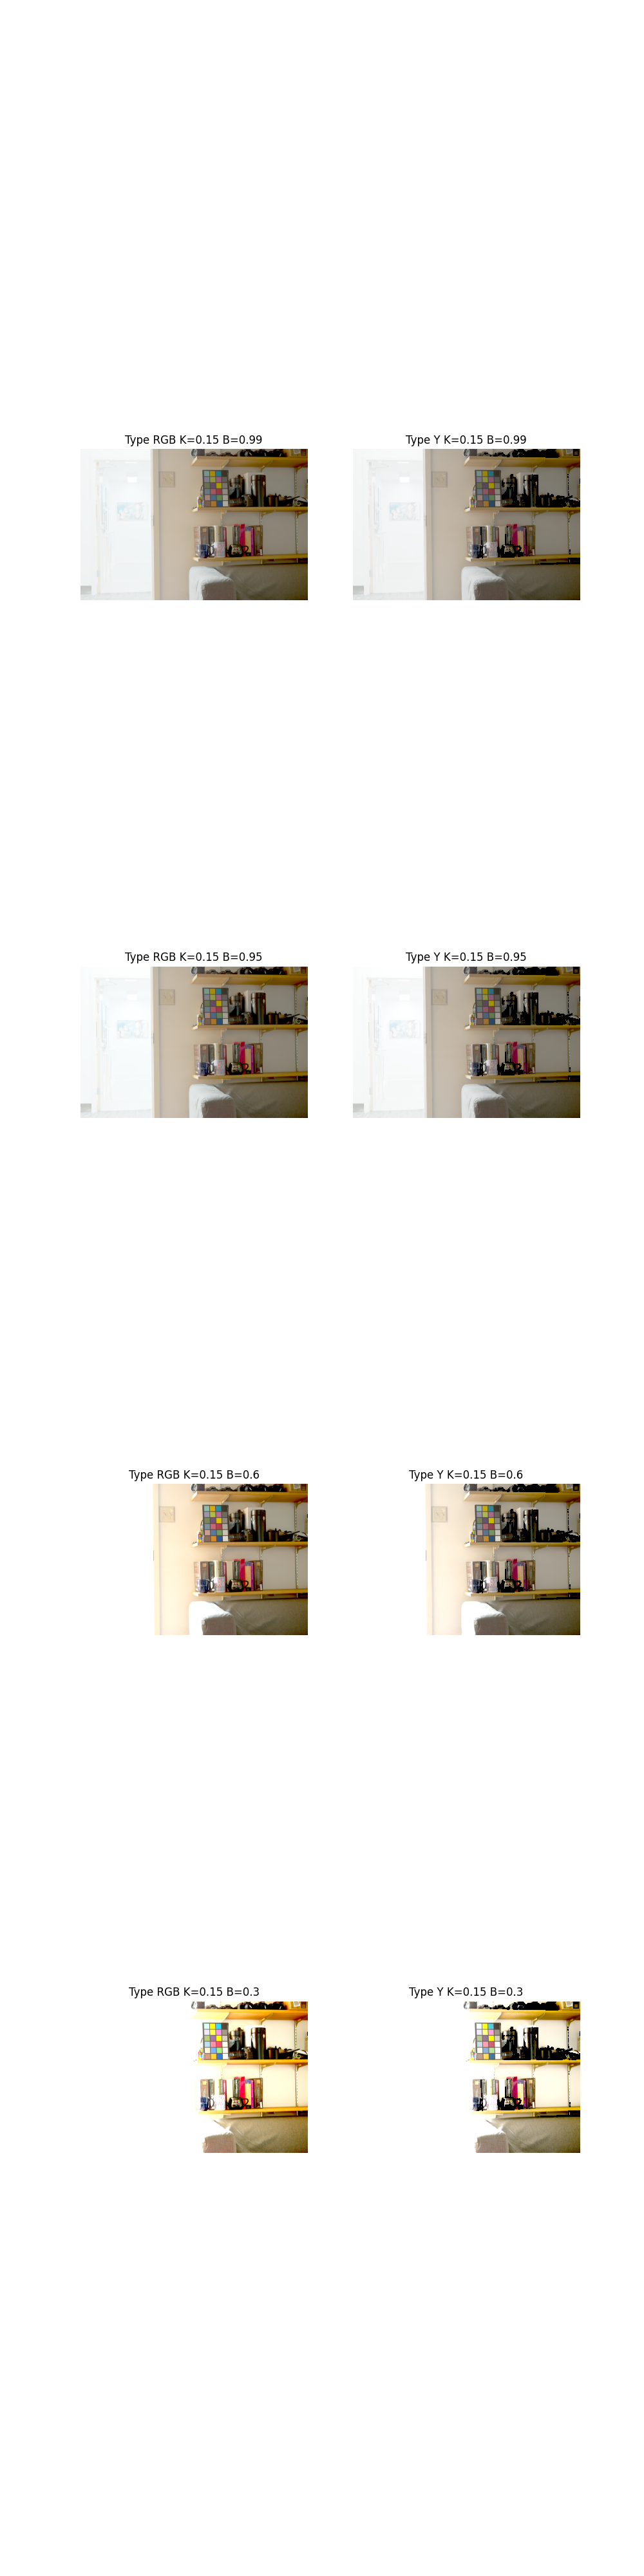 Type RGB K=0.15 B=0.99
Type Y K=0.15 B=0.99
Type RGB K=0.15 B=0.95
Type Y K=0.15 B=0.95
Type RGB K=0.15 B=0.6
Type Y K=0.15 B=0.6
Type RGB K=0.15 B=0.3
Type Y K=0.15 B=0.3